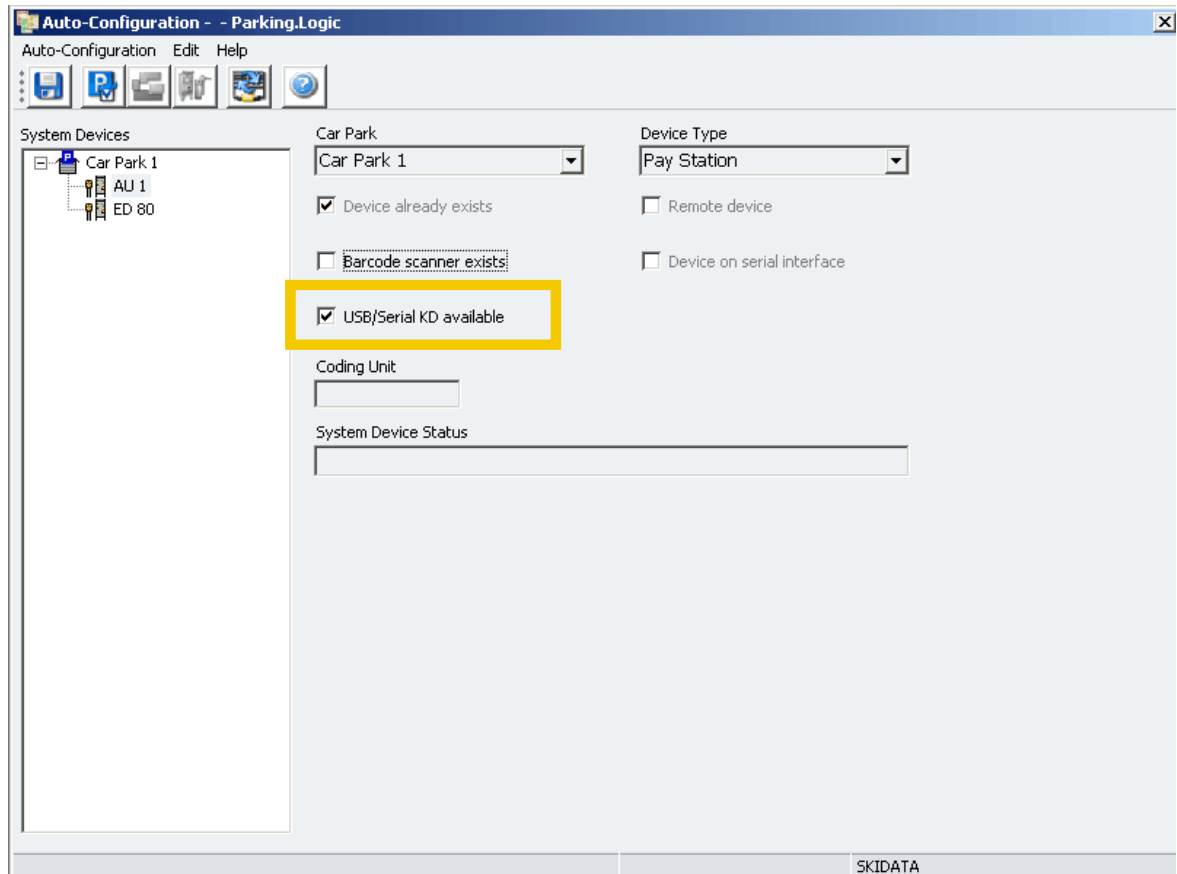 Auto-Configuration - - Parking.Logic
Auto-Configuration Edit Help
System Devices
Car Park 1
AU 1
ED 80
Car Park
Car Park 1
Device Type
Pay Station
Device already exists
Remote device
Barcode scanner exists
Device on serial interface
USB/Serial KD available
Coding Unit
System Device Status
SKIDATA